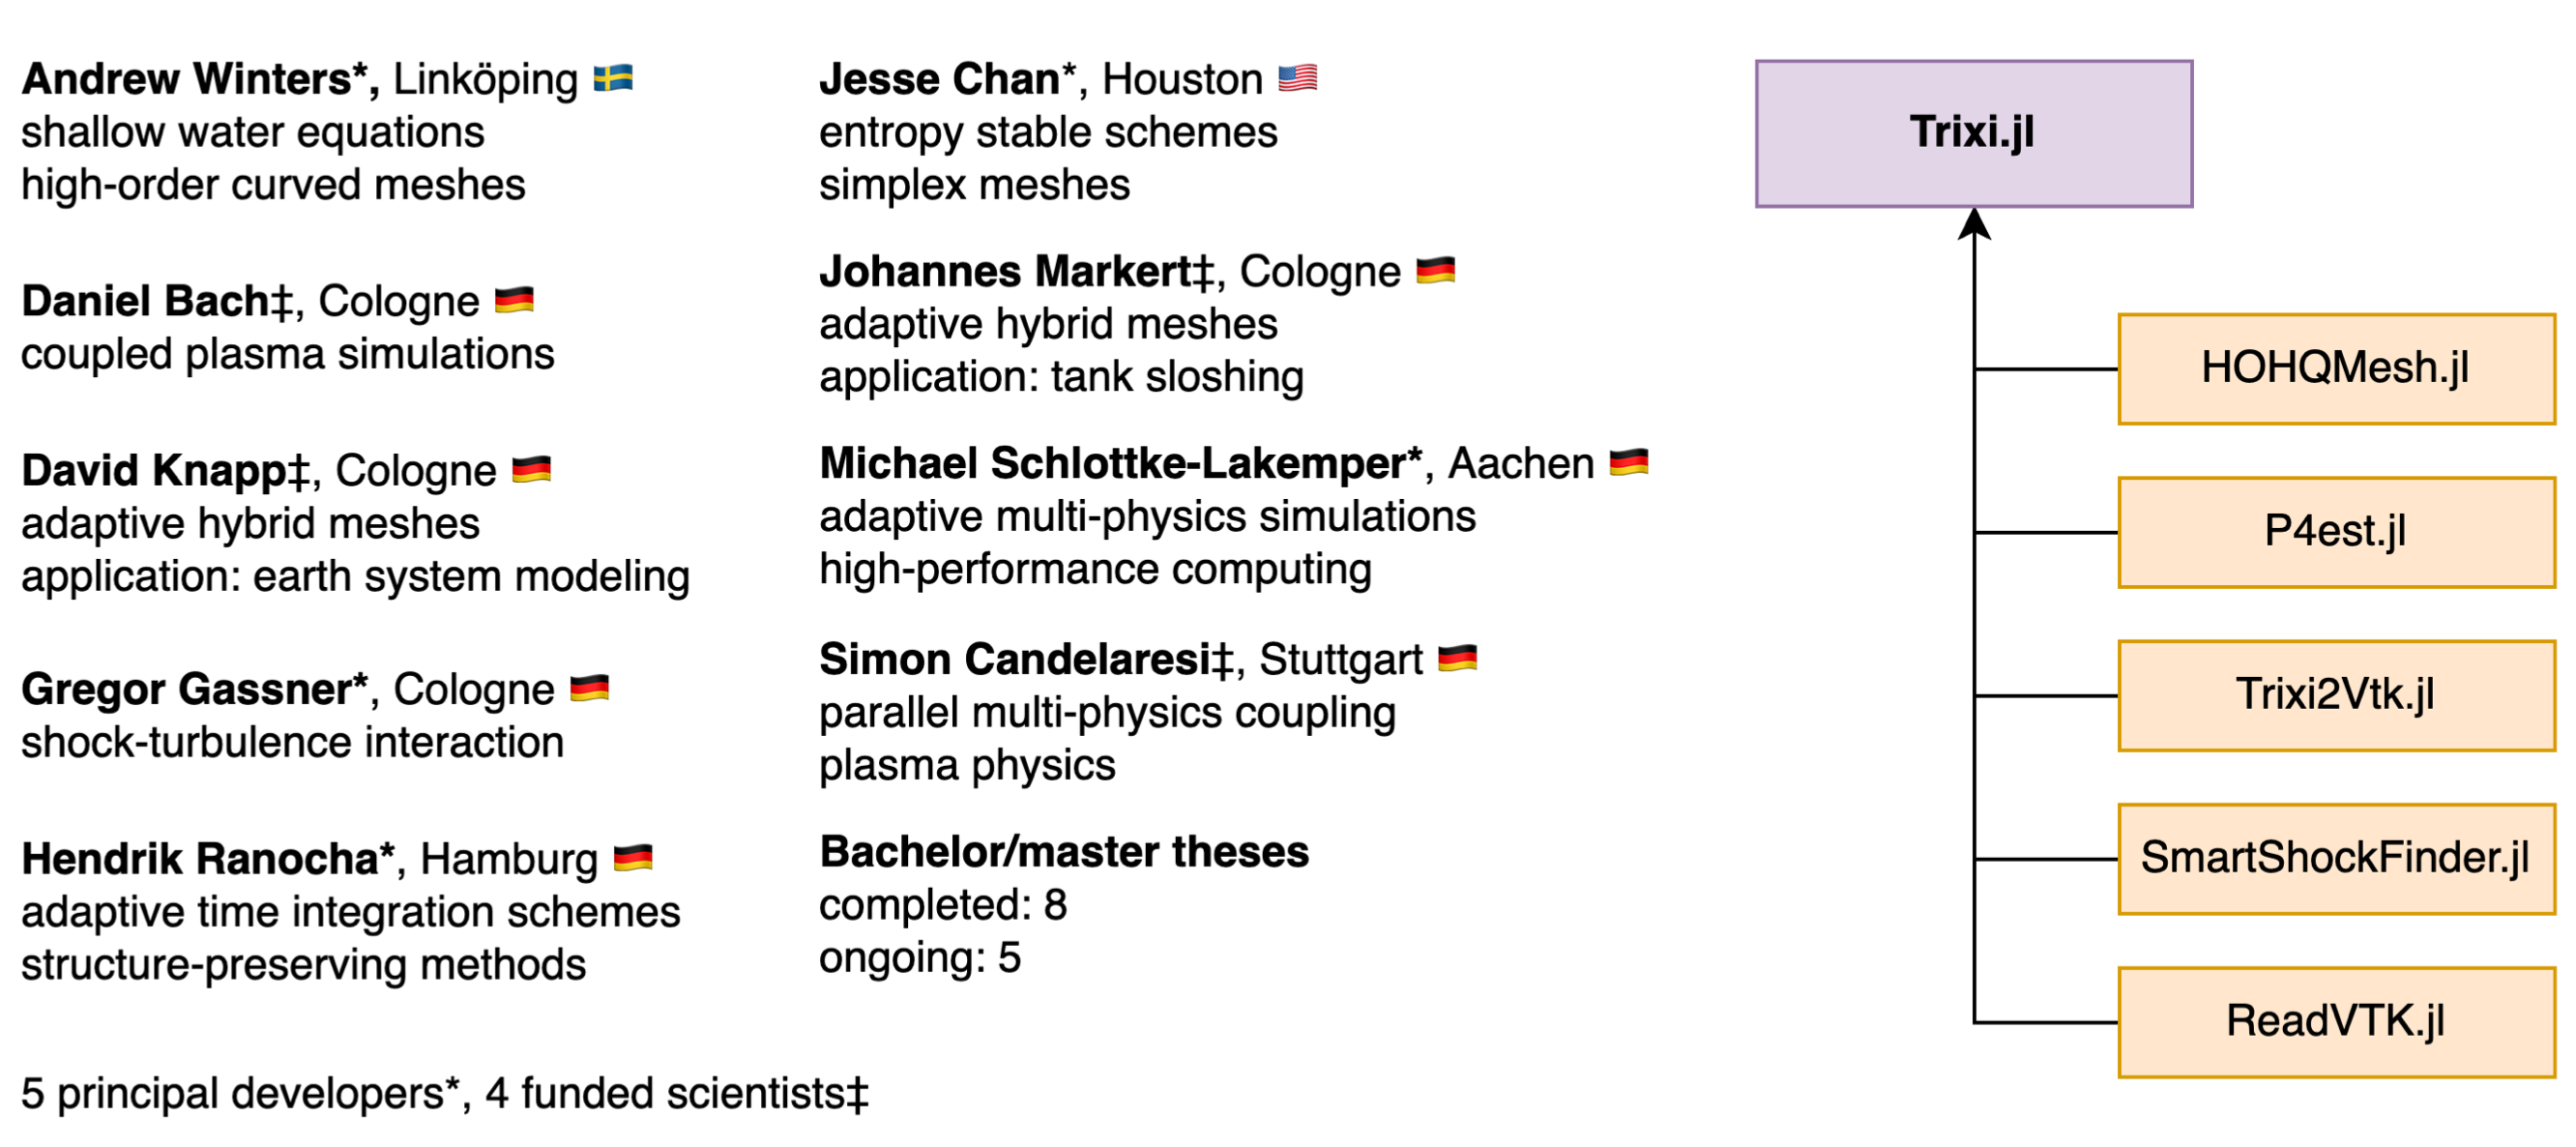 Andrew Winters*, Linköping 🇸🇪
shallow water equations
high-order curved meshes
Daniel Bach‡, Cologne 🇩🇪
coupled plasma simulations
David Knapp‡, Cologne 🇩🇪
adaptive hybrid meshes
application: earth system modeling
Gregor Gassner*, Cologne 🇩🇪
shock-turbulence interaction
Hendrik Ranocha*, Hamburg 🇩🇪
adaptive time integration schemes
structure-preserving methods
5 principal developers*, 4 funded scientists‡
Jesse Chan*, Houston 🇺🇸
entropy stable schemes
simplex meshes
Johannes Markert‡, Cologne 🇩🇪
adaptive hybrid meshes
application: tank sloshing
Michael Schlottke-Lakemper*, Aachen 🇩🇪
adaptive multi-physics simulations
high-performance computing
Simon Candelaresi‡, Stuttgart 🇩🇪
parallel multi-physics coupling
plasma physics
Bachelor/master theses
completed: 8
ongoing: 5
Trixi.jl
HOHQMesh.jl
P4est.jl
Trixi2Vtk.jl
SmartShockFinder.jl
ReadVTK.jl